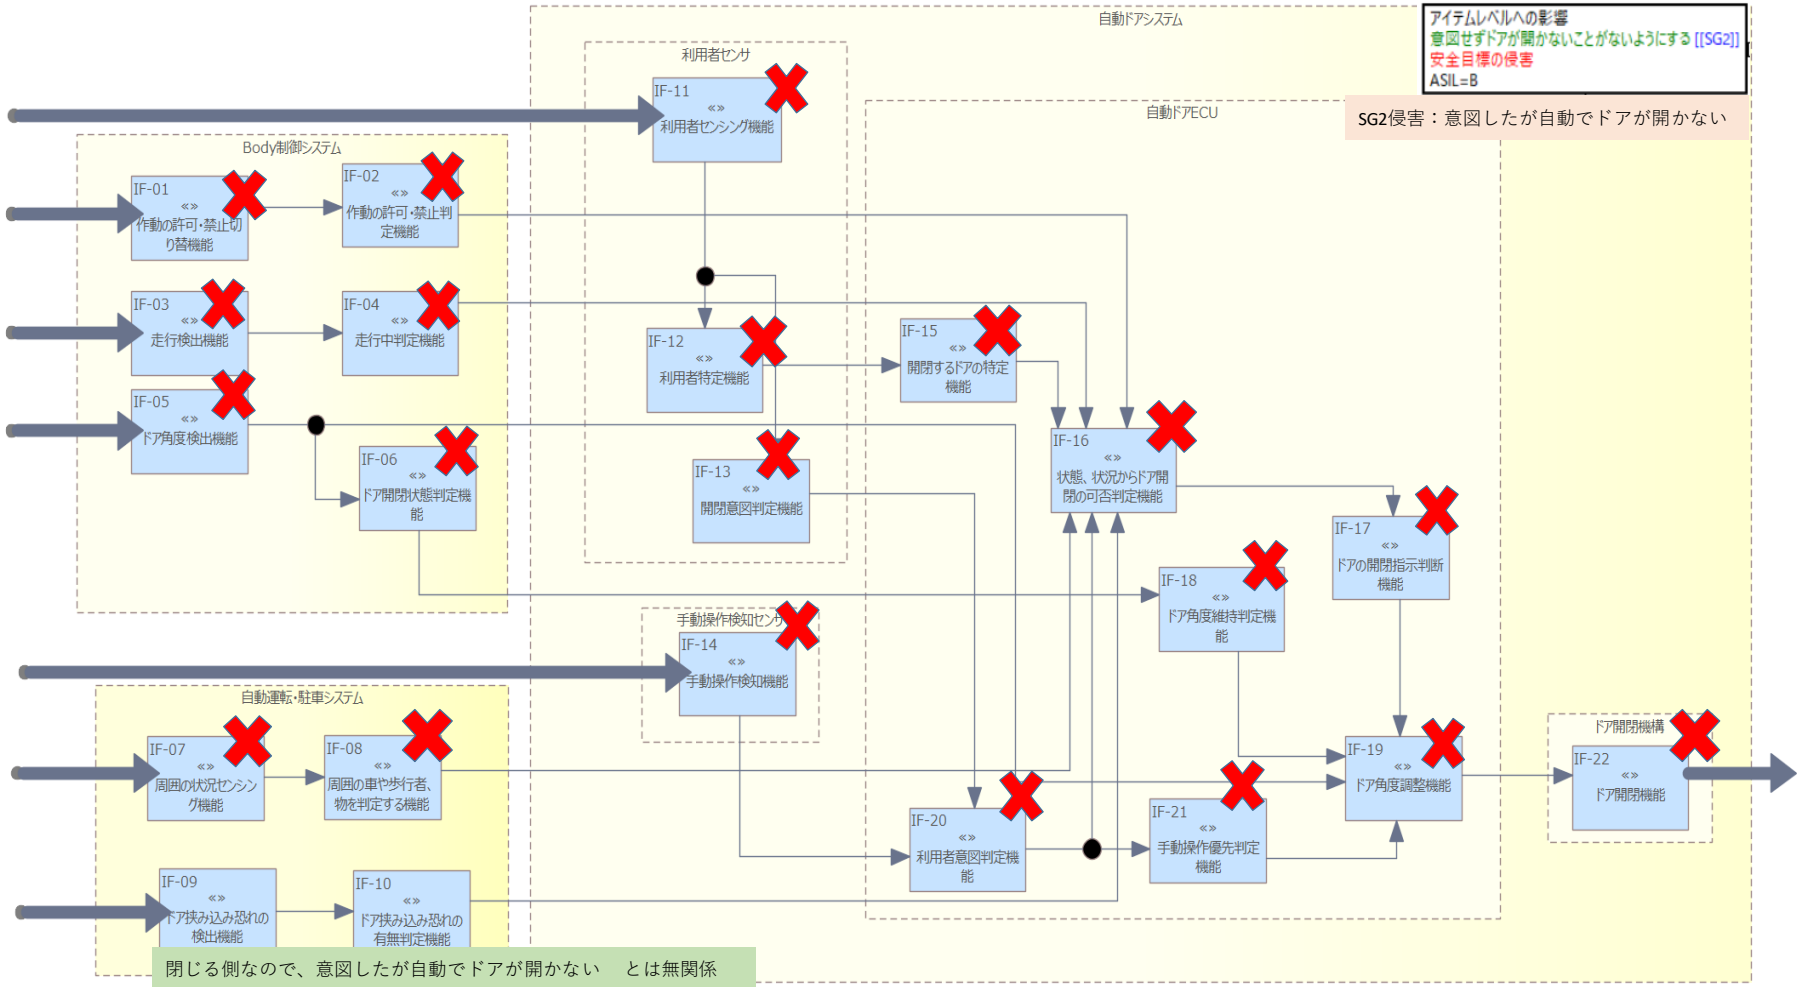 自動ドアシステム
アイテムレベルへの影響
意図せずドアが開かないことがないようにする [[SG2]]
安全目標の侵害
ASIL=B
SG2侵害：意図したが自動でドアが開かない
利用者センサ
IF-11
«»
利用者センシング機能
自動ドアECU
Body制御システム
IF-01
«»
作動の許可・禁止切
り替機能
IF-02
«»
作動の許可・禁止判
定機能
IF-03
«»
走行検出機能
IF-04
«»
走行中判定機能
IF-05
«»
ドア角度検出機能
IF-06
«»
ドア開閉状態判定機
能
IF-12
«»
利用者特定機能
IF-13
«»
開閉意図判定機能
IF-15
«»
開閉するドアの特定
機能
IF-16
«»
状態、状況からドア開
閉の可否判定機能
IF-17
«»
ドアの開閉指示判断
機能
IF-18
«»
ドア角度維持判定機
能
手動操作検知センサ
IF-14
«»
手動操作検知機能
自動運転・駐車システム
IF-07
«»
周囲の状況センシン
グ機能
IF-08
«»
周囲の車や歩行者、
物を判定する機能
IF-09
«»
ドア挟み込み恐れの
検出機能
IF-10
«»
ドア挟み込み恐れの
有無判定機能
IF-20
«»
利用者意図判定機
能
IF-21
«»
手動操作優先判定
機能
IF-19
«»
ドア角度調整機能
ドア開閉機構
IF-22
«»
ドア開閉機能
閉じる側なので、意図したが自動でドアが開かない　とは無関係